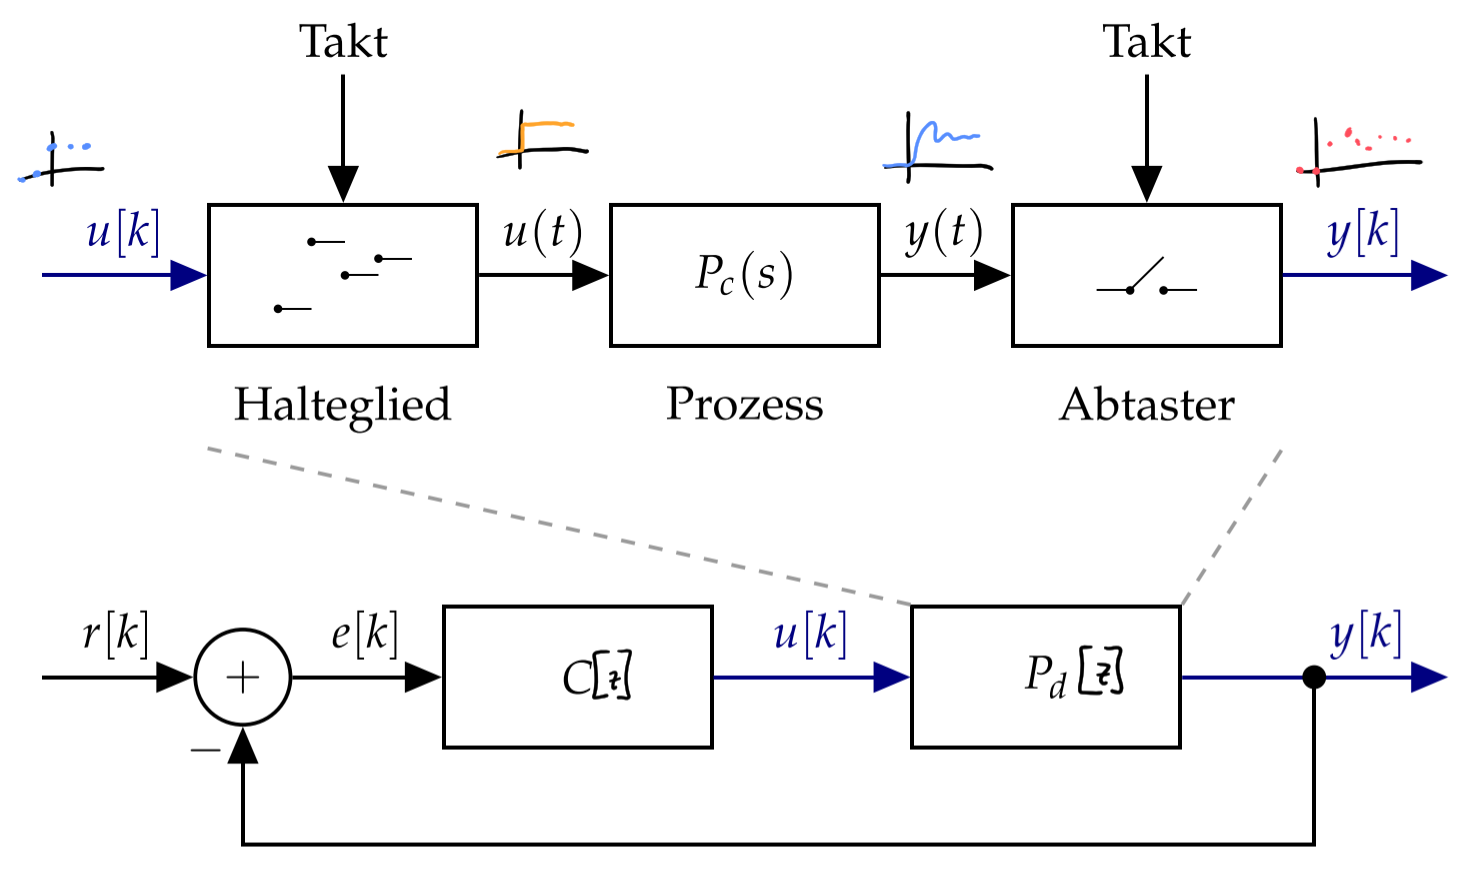 Takt Takt
u[k] u(t) y(t) y[k]
P_c(s)
Halteglied Prozess Abtaster
r[k] e[k] u[k] y[k]
+ C[z] P_d[z]
−